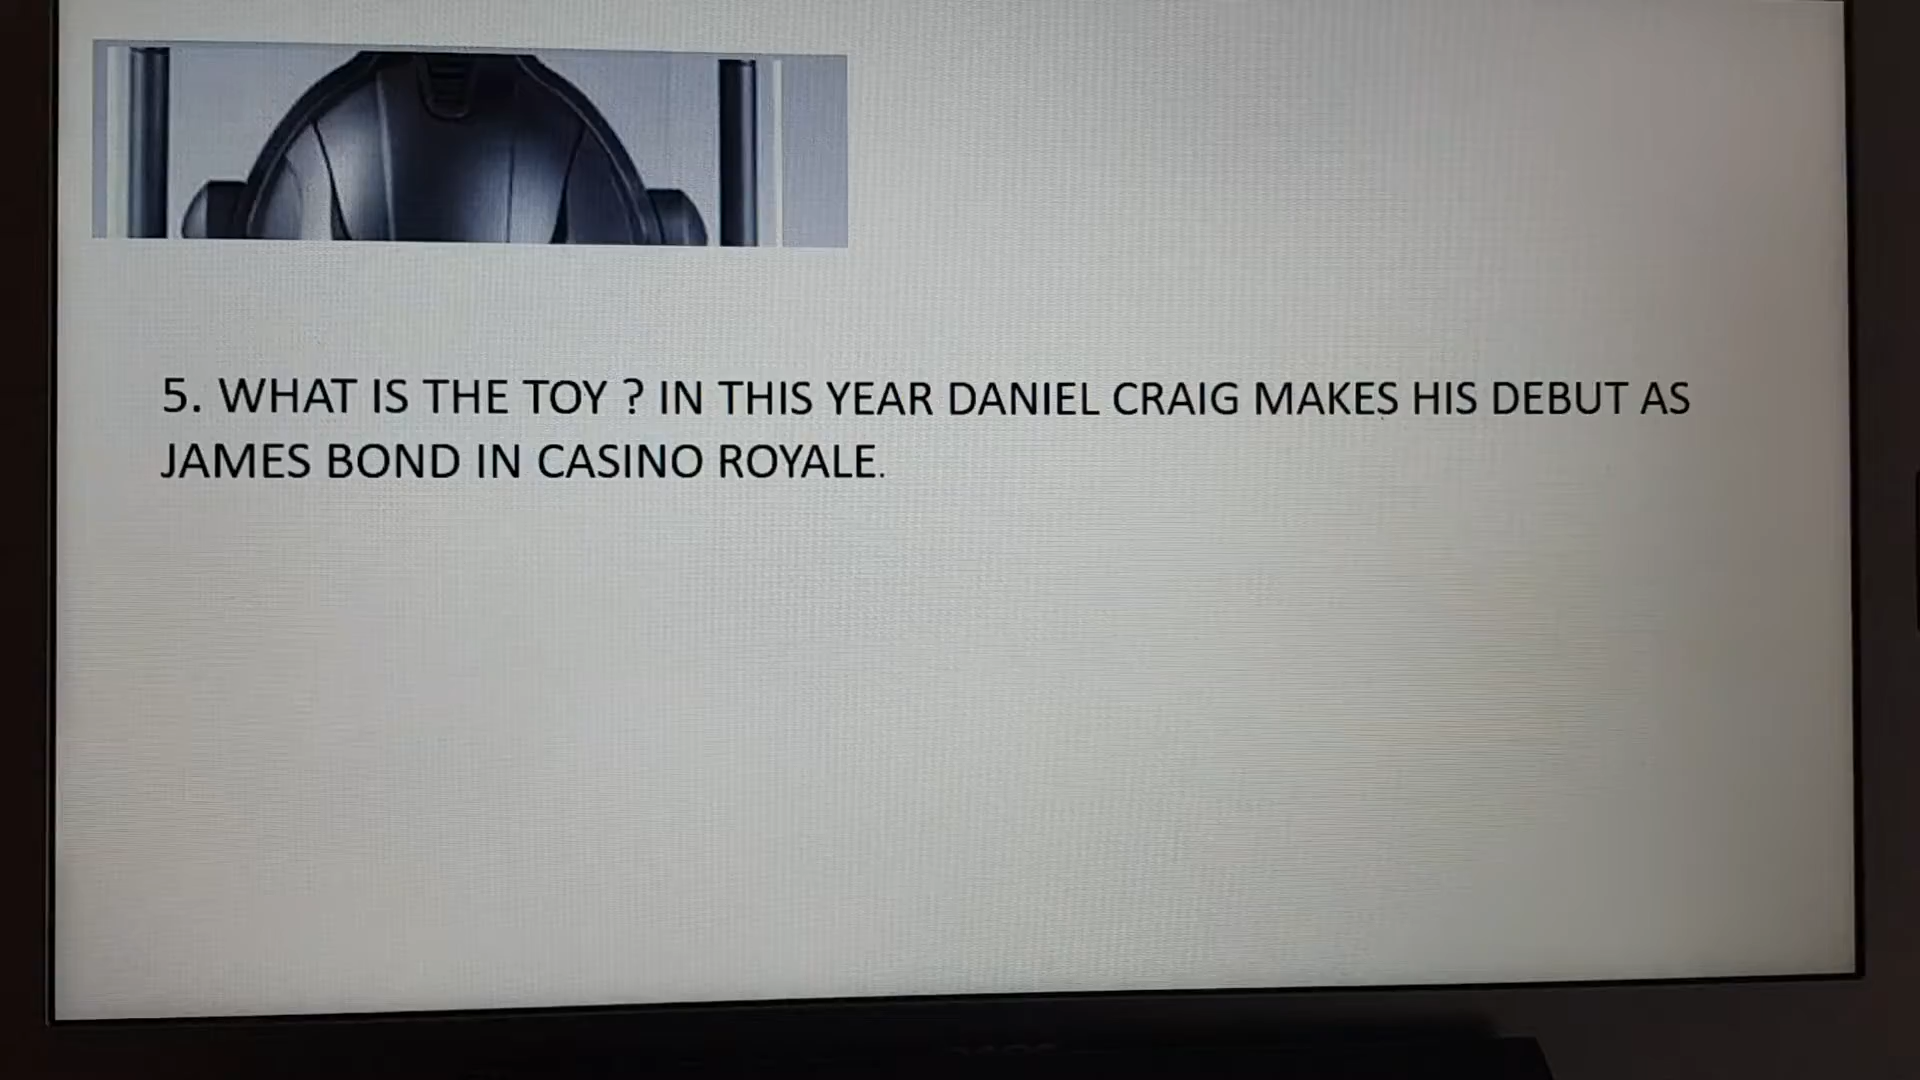 5. WHAT IS THE TOY ? IN THIS YEAR DANIEL CRAIG MAKES HIS DEBUT AS
JAMES BOND IN CASINO ROYALE.